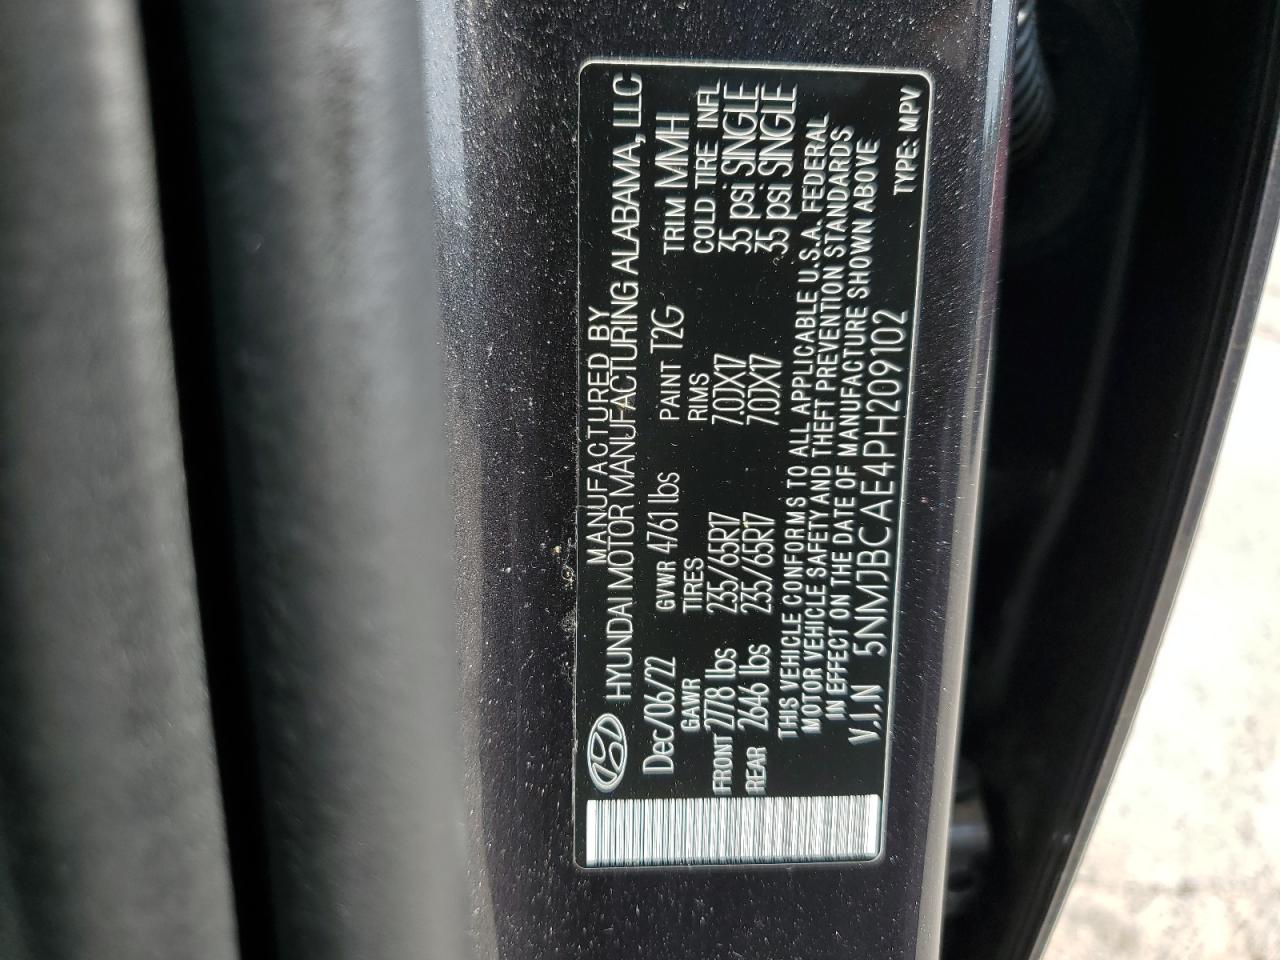 MANUFACTURED BY
HYUNDAI MOTOR MANUFACTURING ALABAMA, LLC
Dec/06/22 GVWR 4761 lbs PAINT T2G TRIM MMH
GAWR TIRES RIMS COLD TIRE INFL
FRONT 2778 lbs 235/65R17 7.0JX17 35 psi SINGLE
REAR 2646 lbs 235/65R17 7.0JX17 35 psi SINGLE
THIS VEHICLE CONFORMS TO ALL APPLICABLE U.S.A. FEDERAL
MOTOR VEHICLE SAFETY AND THEFT PREVENTION STANDARDS
IN EFFECT ON THE DATE OF MANUFACTURE SHOWN ABOVE
V.I.N 5NMJBCAE4PH209102
TYPE: MPV